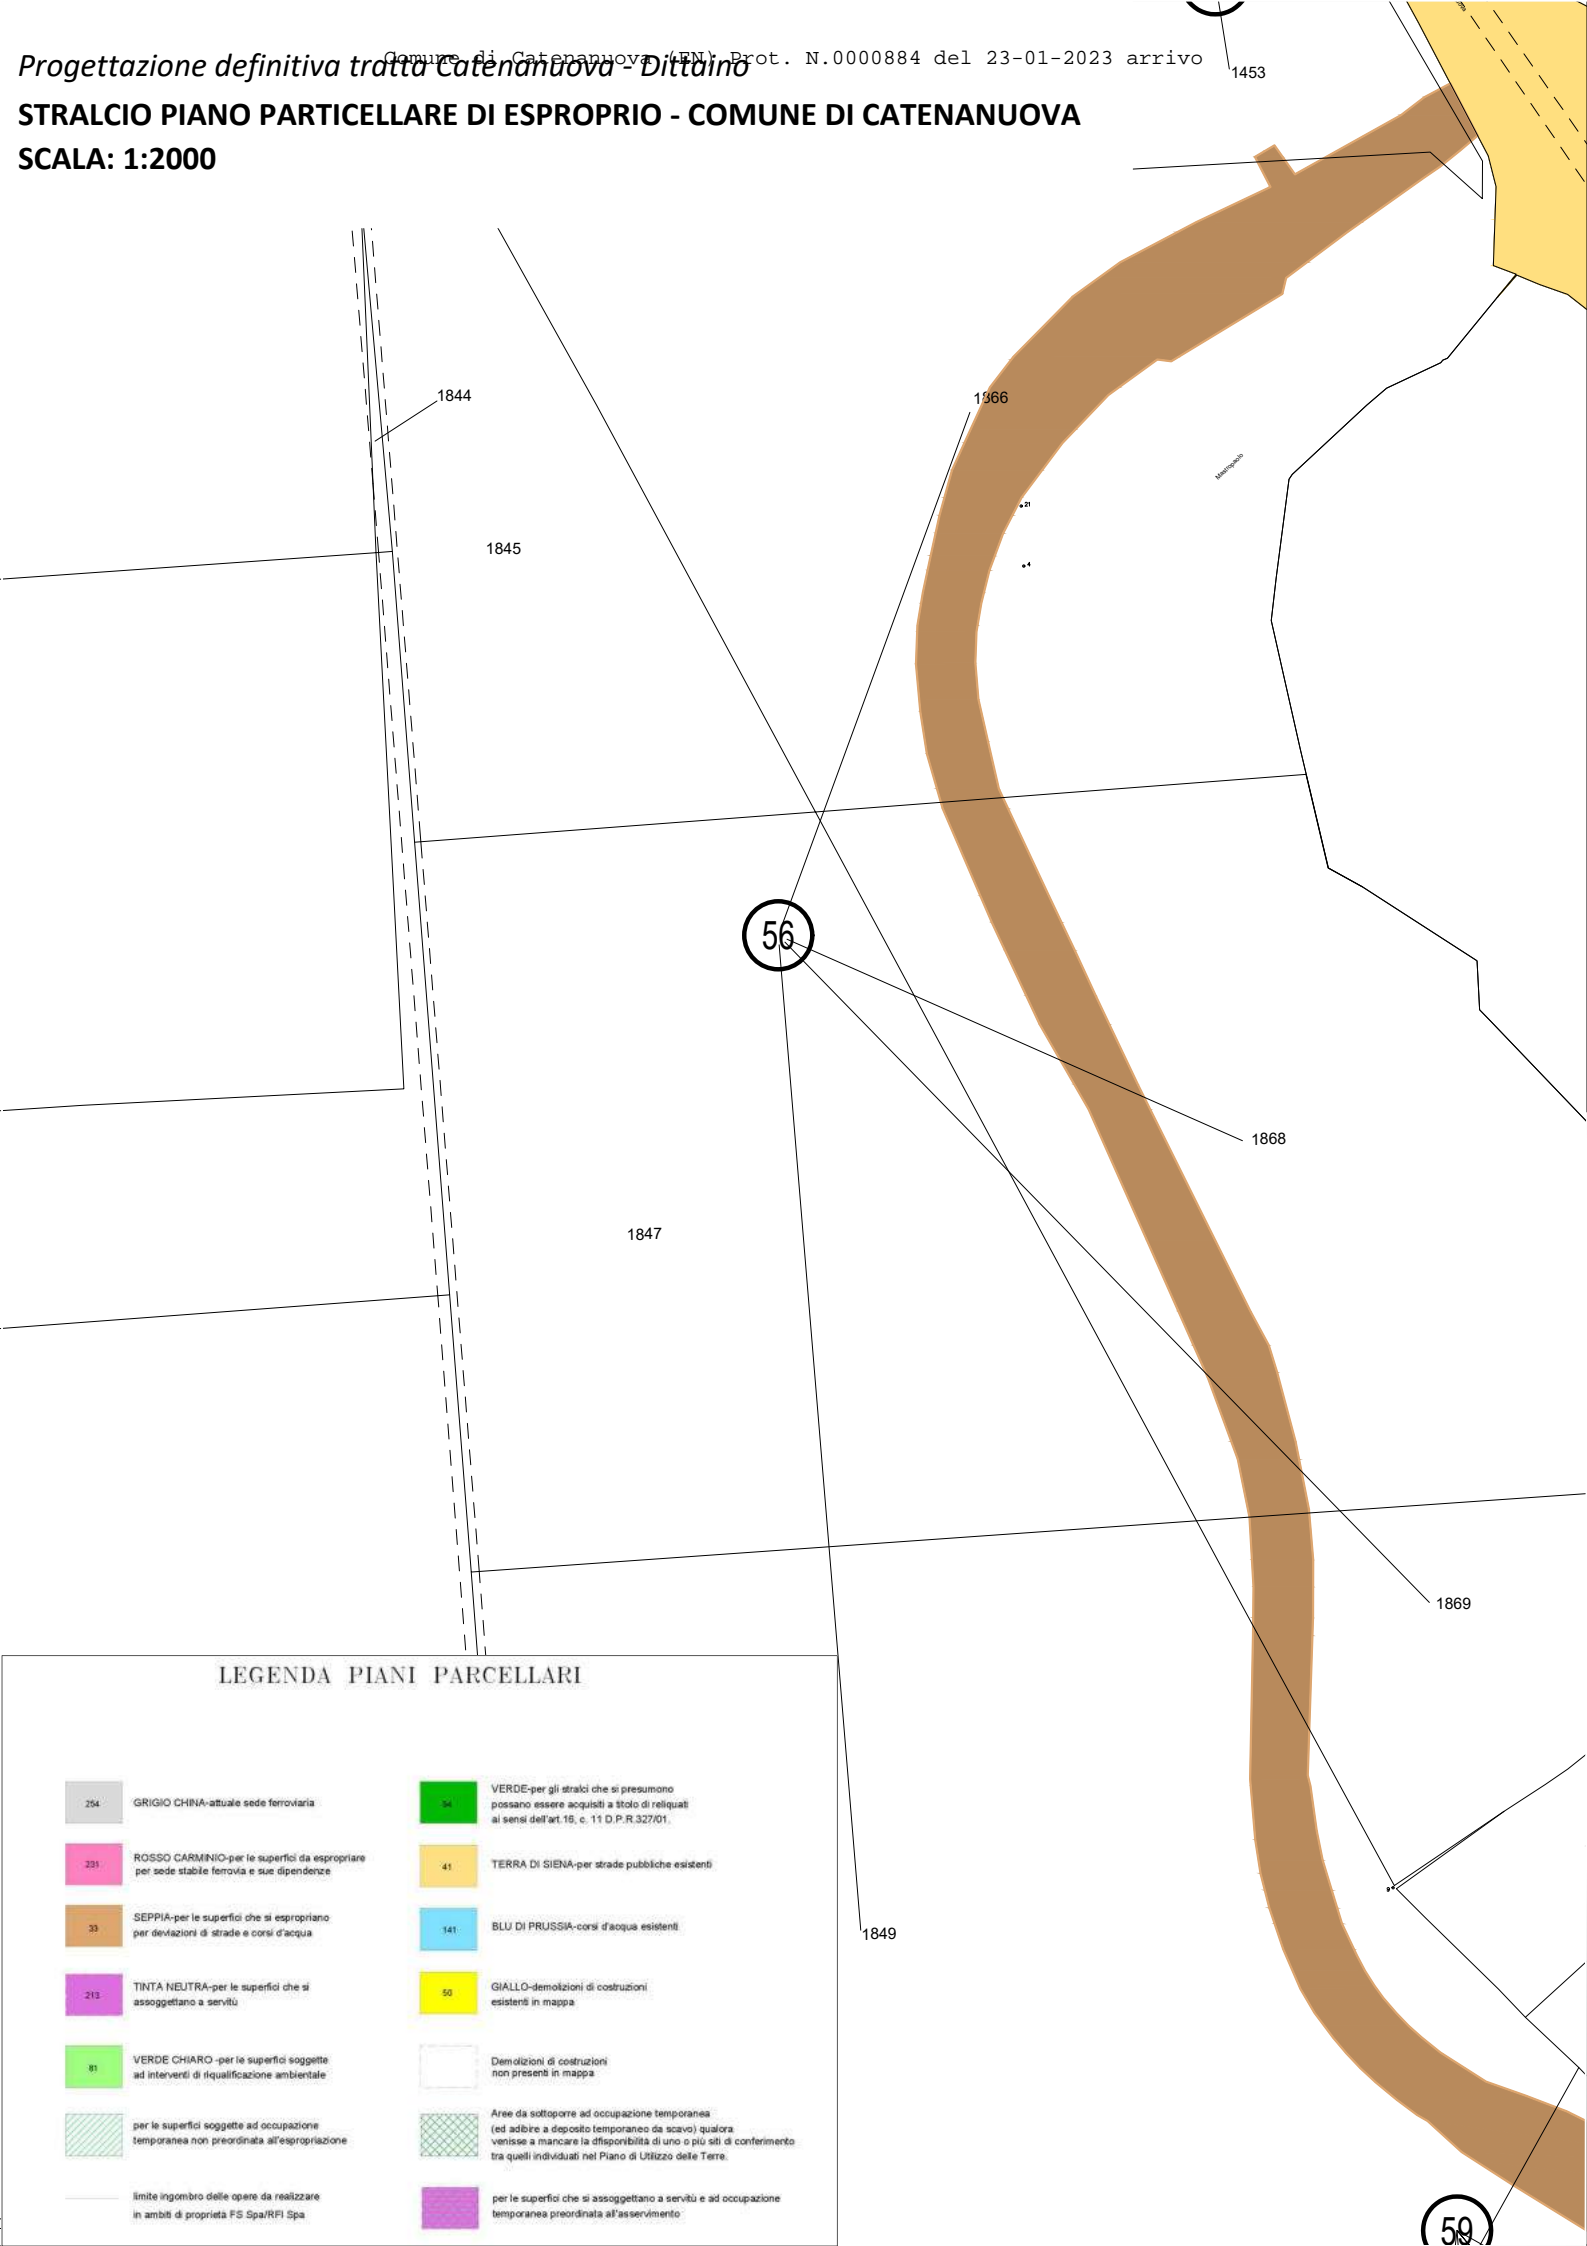 Comune di Catenanuova (EN) Prot. N.0000884 del 23-01-2023 arrivo
Progettazione definitiva tratta Catenanuova - Dittaino
STRALCIO PIANO PARTICELLARE DI ESPROPRIO - COMUNE DI CATENANUOVA
SCALA: 1:2000
1453
1844
1866
Mastropaolo
21
1845
4
56
1868
1847
1869
9
1849
59
LEGENDA PIANI PARCELLARI
254
GRIGIO CHINA-attuale sede ferroviaria
231
ROSSO CARMINIO-per le superfici da espropriare
per sede stabile ferrovia e sue dipendenze
33
SEPPIA-per le superfici che si espropriano
per deviazioni di strade e corsi d'acqua
213
TINTA NEUTRA-per le superfici che si
assoggettano a servitù
81
VERDE CHIARO -per le superfici soggette
ad interventi di riqualificazione ambientale
per le superfici soggette ad occupazione
temporanea non preordinata all'espropriazione
limite ingombro delle opere da realizzare
in ambiti di proprietà FS Spa/RFI Spa
VERDE-per gli stralci che si presumono
possano essere acquisiti a titolo di reliquati
ai sensi dell'art.16, c. 11 D.P.R.327/01.
41
TERRA DI SIENA-per strade pubbliche esistenti
141
BLU DI PRUSSIA-corsi d'acqua esistenti
50
GIALLO-demolizioni di costruzioni
esistenti in mappa
Demolizioni di costruzioni
non presenti in mappa
Aree da sottoporre ad occupazione temporanea
(ed adibire a deposito temporaneo da scavo) qualora
venisse a mancare la dfisponibilità di uno o più siti di conferimento
tra quelli individuati nel Piano di Utilizzo delle Terre.
per le superfici che si assoggettano a servitù e ad occupazione
temporanea preordinata all'asservimento